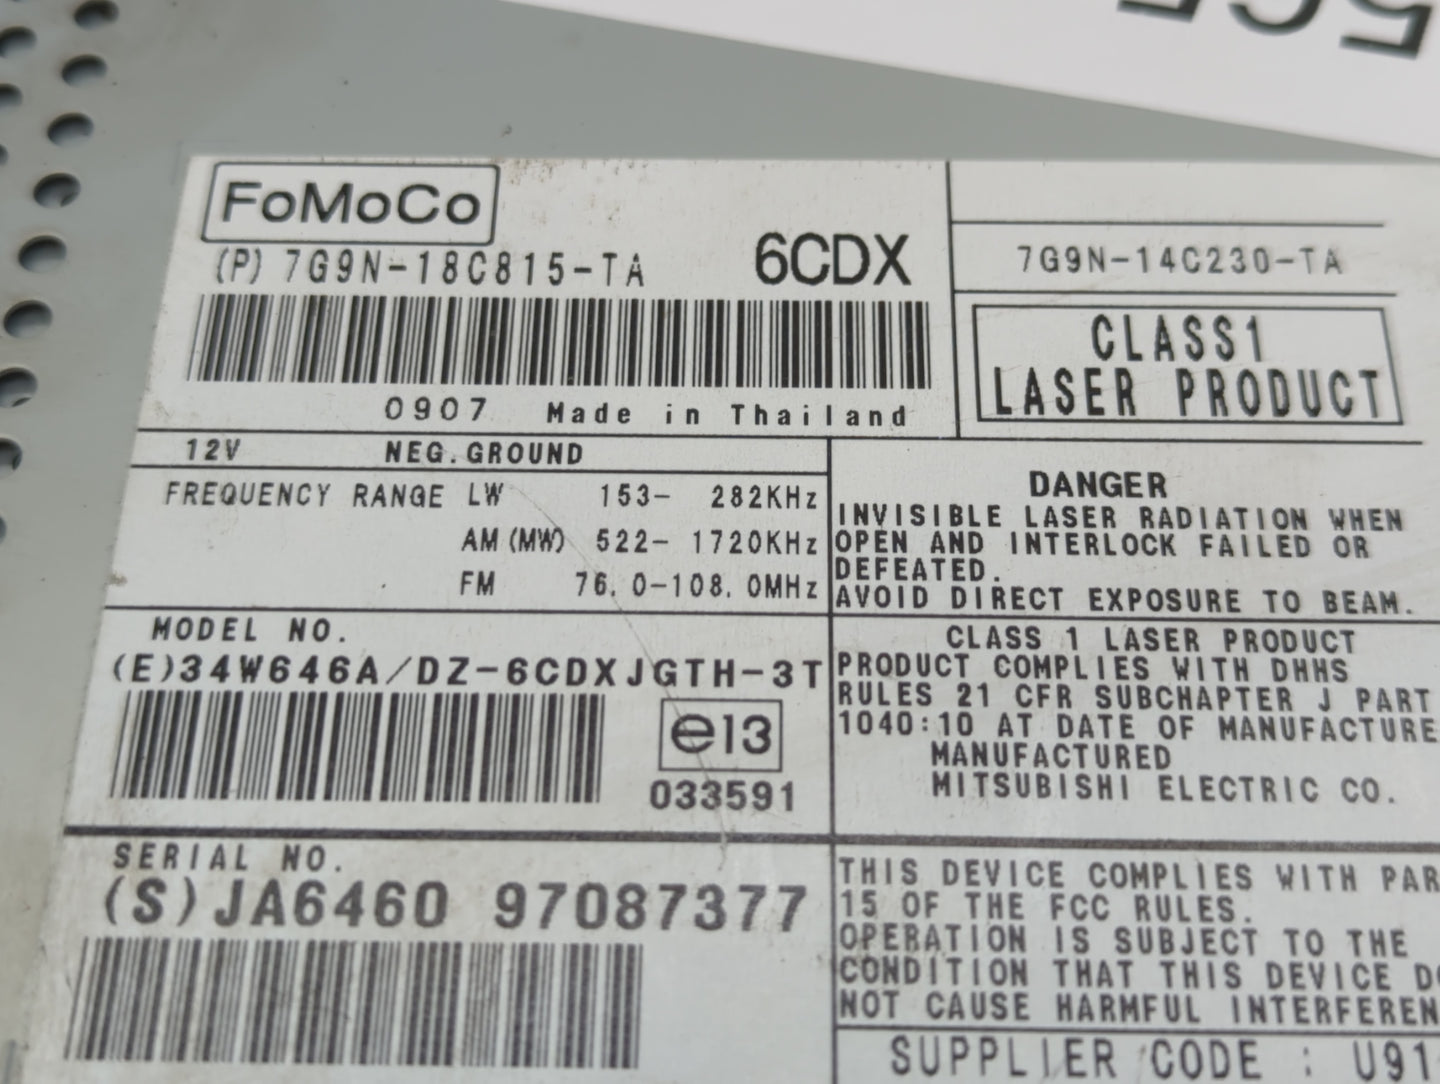 FoMoCo
(P) 7G9N-18C815-TA
6CDX
0907 Made in Thailand
7G9N-14C230-TA
CLASS1
LASER PRODUCT
12V NEG.GROUND
FREQUENCY RANGE LW 153- 282KHz
AM(MW) 522- 1720KHz
FM 76.0-108.0MHz
DANGER
INVISIBLE LASER RADIATION WHEN
OPEN AND INTERLOCK FAILED OR
DEFEATED.
AVOID DIRECT EXPOSURE TO BEAM.
MODEL NO.
(E)34W646A/DZ-6CDXJGTH-3T
e13
033591
CLASS 1 LASER PRODUCT
PRODUCT COMPLIES WITH DHHS
RULES 21 CFR SUBCHAPTER J PART
1040:10 AT DATE OF MANUFACTURE
MANUFACTURED
MITSUBISHI ELECTRIC CO.
SERIAL NO.
(S)JA6460 97087377
THIS DEVICE COMPLIES WITH PAR
15 OF THE FCC RULES.
OPERATION IS SUBJECT TO THE
CONDITION THAT THIS DEVICE DO
NOT CAUSE HARMFUL INTERFEREN
SUPPLIER CODE : U91